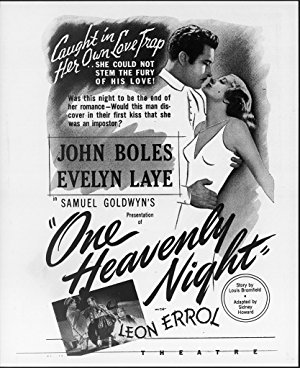 Caught in
Her Own Love Trap
..SHE COULD NOT
STEM THE FURY
OF HIS LOVE!
Was this night to be the end of
her romance - Would this man dis-
cover in their first kiss that she
was an impostor?
JOHN BOLES
EVELYN LAYE
in SAMUEL GOLDWYN'S
Presentation
of
"One
Heavenly
Night"
WITH
LEON ERROL
Story by
Louis Bromfield
Adapted by
Sidney
Howard
THEATRE